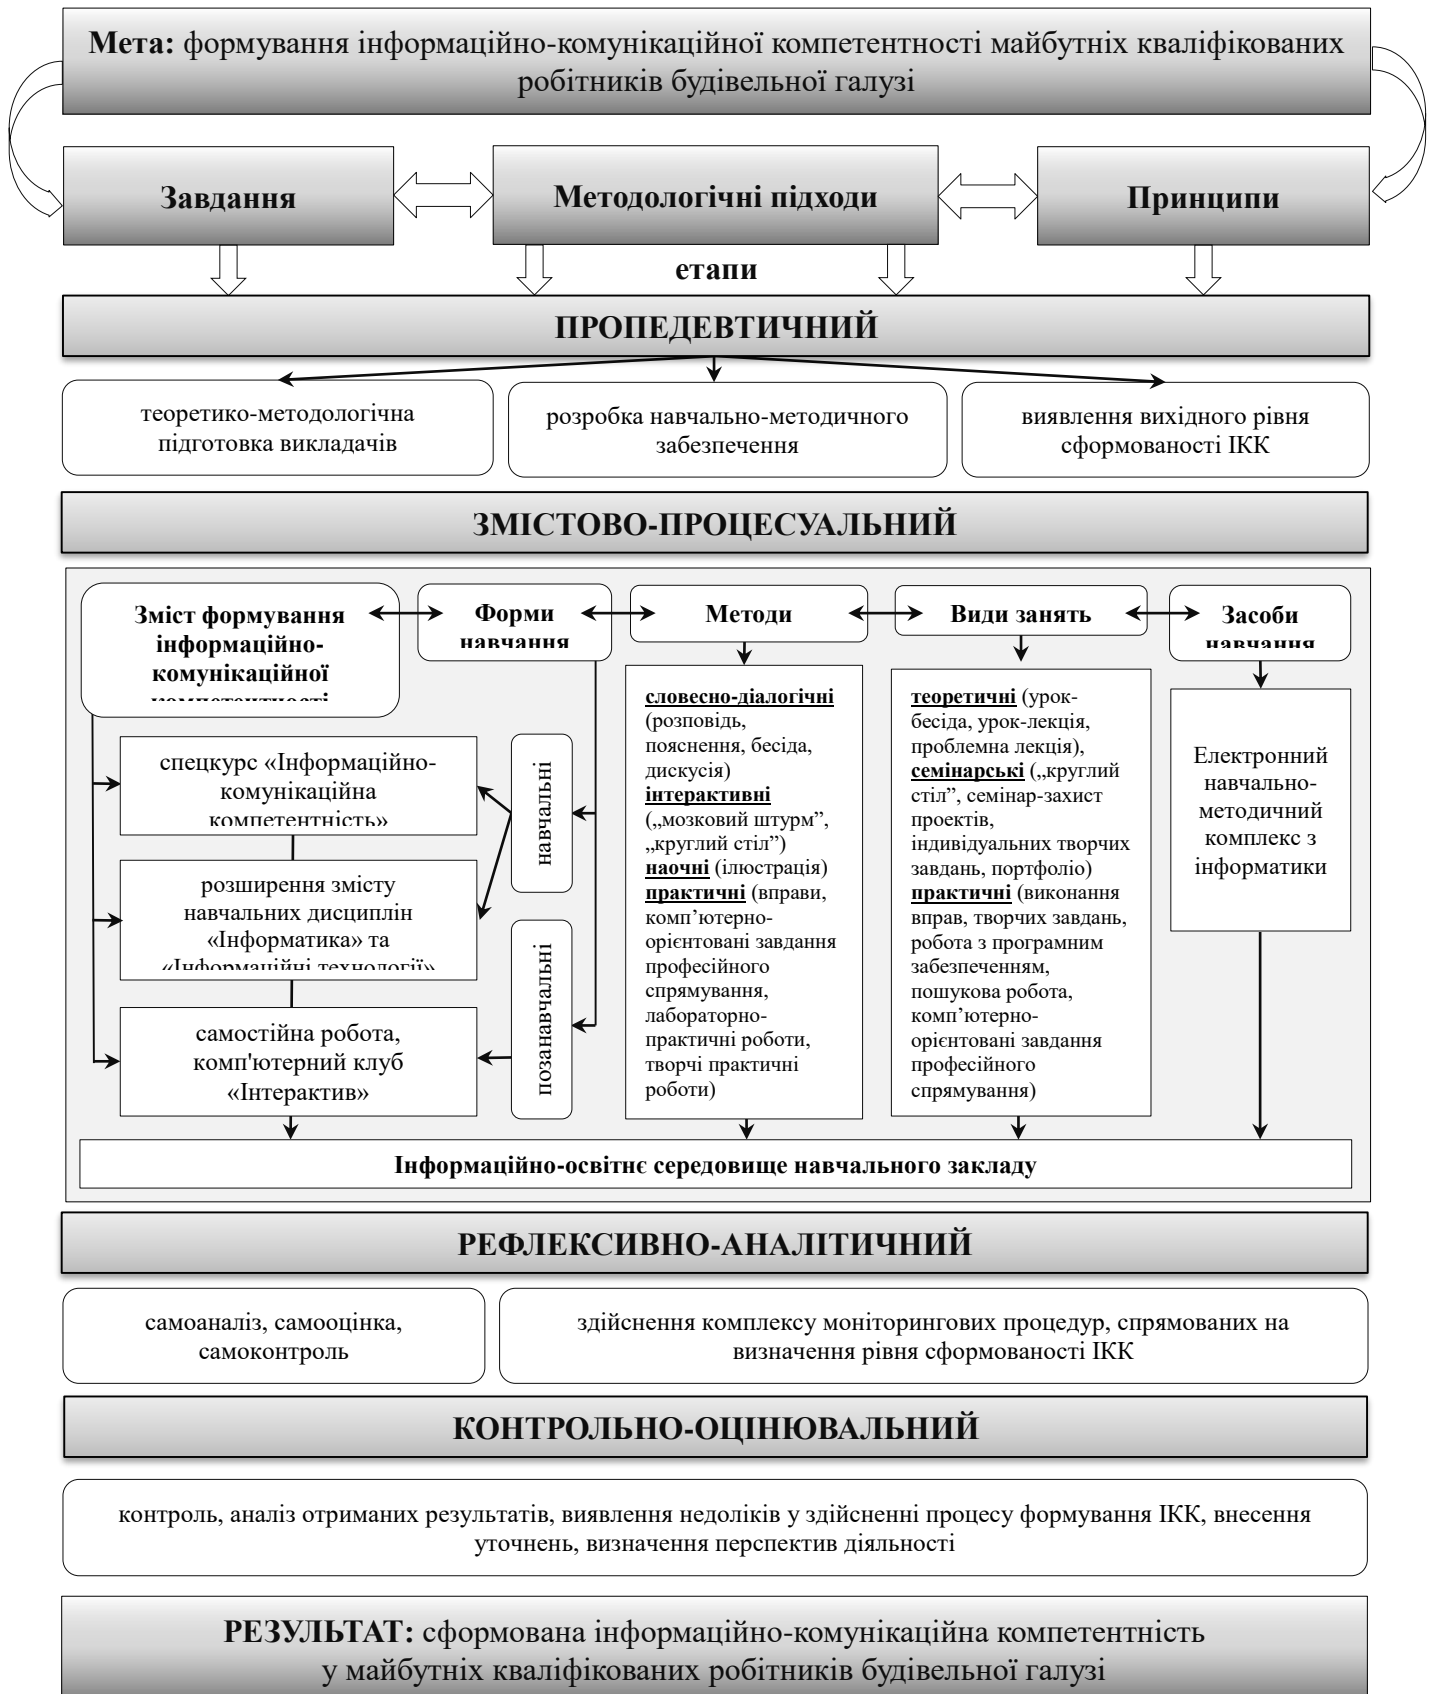 Мета: формування інформаційно-комунікаційної компетентності майбутніх кваліфікованих
робітників будівельної галузі
Завдання
Методологічні підходи
Принципи
етапи
ПРОПЕДЕВТИЧНИЙ
теоретико-методологічна
підготовка викладачів
розробка навчально-методичного
забезпечення
виявлення вихідного рівня
сформованості ІКК
ЗМІСТОВО-ПРОЦЕСУАЛЬНИЙ
Зміст формування
інформаційно-
комунікаційної
компетентності
Форми
навчання
Методи
Види занять
Засоби
навчання
спецкурс «Інформаційно-
комунікаційна
компетентність»
розширення змісту
навчальних дисциплін
«Інформатика» та
«Інформаційні технології»
самостійна робота,
комп'ютерний клуб
«Інтерактив»
навчальні
позанавчальні
словесно-діалогічні
(розповідь,
пояснення, бесіда,
дискусія)
інтерактивні
(„мозковий штурм”,
„круглий стіл”)
наочні (ілюстрація)
практичні (вправи,
комп’ютерно-
орієнтовані завдання
професійного
спрямування,
лабораторно-
практичні роботи,
творчі практичні
роботи)
теоретичні (урок-
бесіда, урок-лекція,
проблемна лекція),
семінарські („круглий
стіл”, семінар-захист
проектів,
індивідуальних творчих
завдань, портфоліо)
практичні (виконання
вправ, творчих завдань,
робота з програмним
забезпеченням,
пошукова робота,
комп’ютерно-
орієнтовані завдання
професійного
спрямування)
Електронний
навчально-
методичний
комплекс з
інформатики
Інформаційно-освітнє середовище навчального закладу
РЕФЛЕКСИВНО-АНАЛІТИЧНИЙ
самоаналіз, самооцінка,
самоконтроль
здійснення комплексу моніторингових процедур, спрямованих на
визначення рівня сформованості ІКК
КОНТРОЛЬНО-ОЦІНЮВАЛЬНИЙ
контроль, аналіз отриманих результатів, виявлення недоліків у здійсненні процесу формування ІКК, внесення
уточнень, визначення перспектив діяльності
РЕЗУЛЬТАТ: сформована інформаційно-комунікаційна компетентність
у майбутніх кваліфікованих робітників будівельної галузі